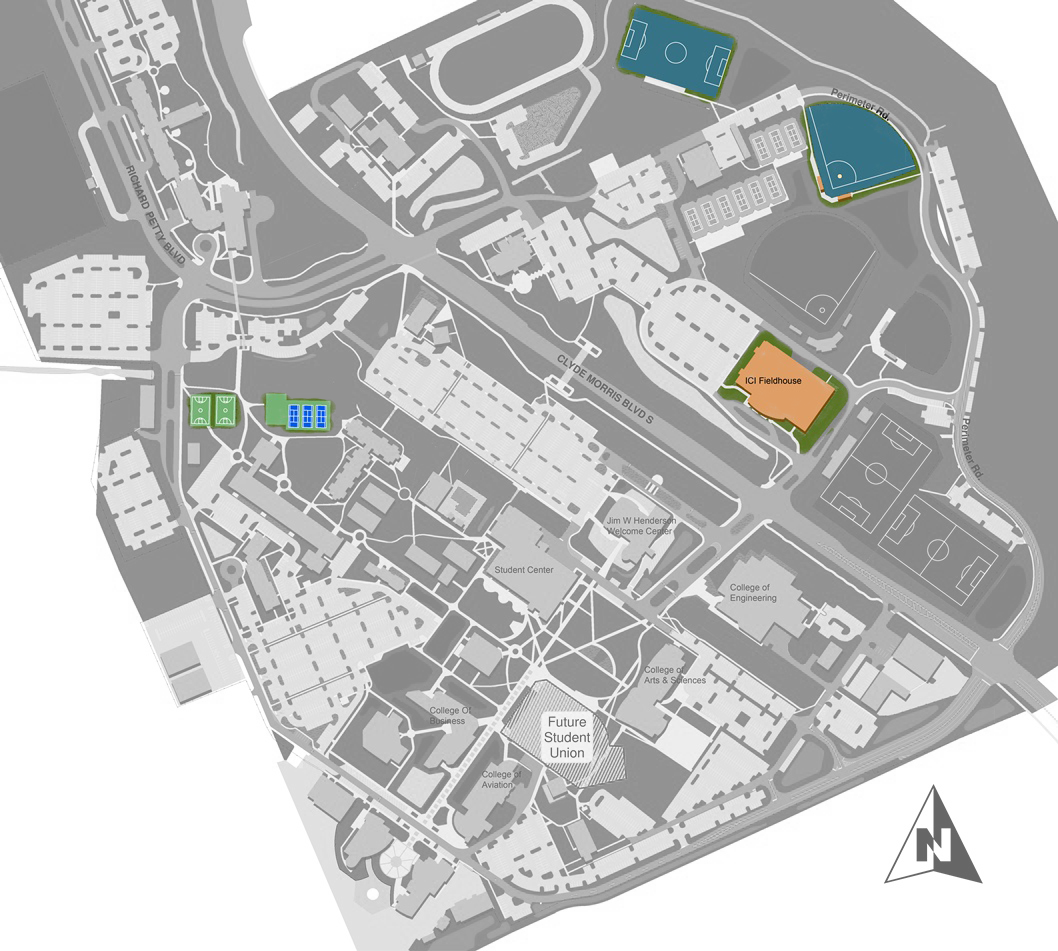 Perimeter Rd.
RICHARD PETTY BLVD
CLYDE MORRIS BLVD S
ICI Fieldhouse
Perimeter Rd
Jim W Henderson
Welcome Center
Student Center
College of
Engineering
College of
Arts & Sciences
College Of
Business
Future
Student
Union
College of
Aviation
N